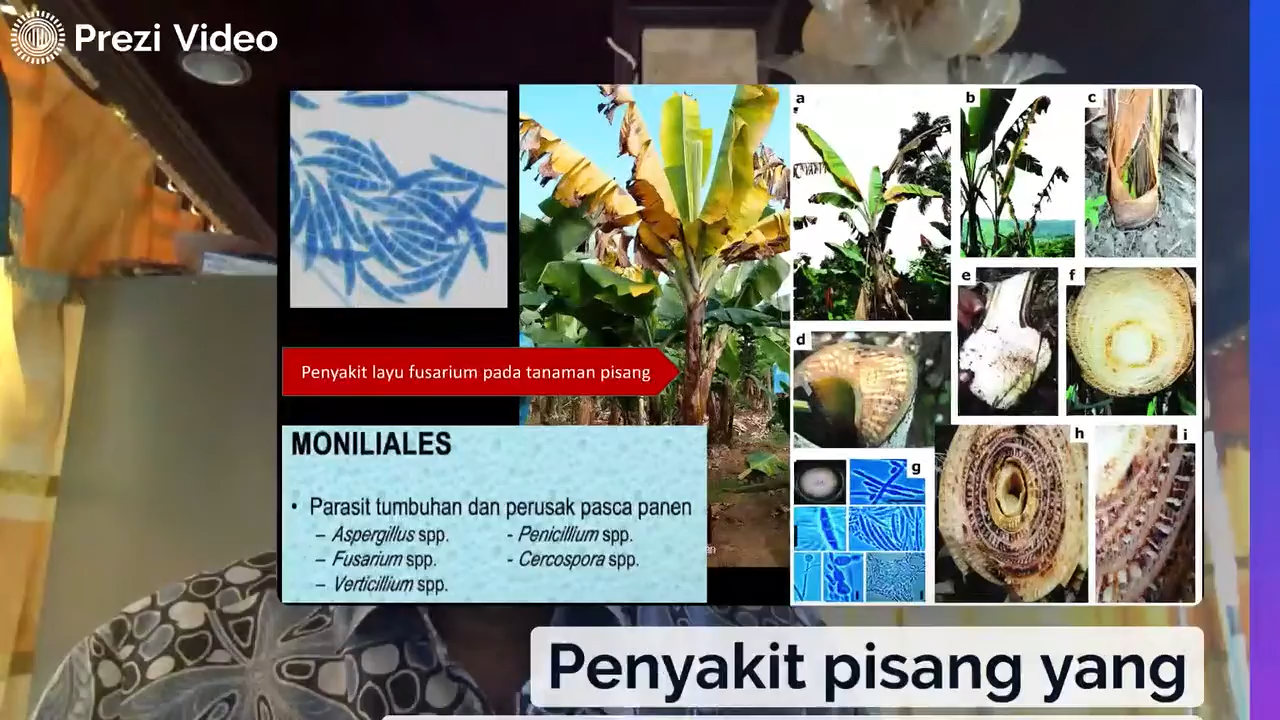 Prezi Video
a
b
c
d
e
f
g
h
i
Penyakit layu fusarium pada tanaman pisang
MONILIALES
• Parasit tumbuhan dan perusak pasca panen
– Aspergillus spp. - Penicillium spp.
– Fusarium spp. - Cercospora spp.
– Verticillium spp.
Penyakit pisang yang